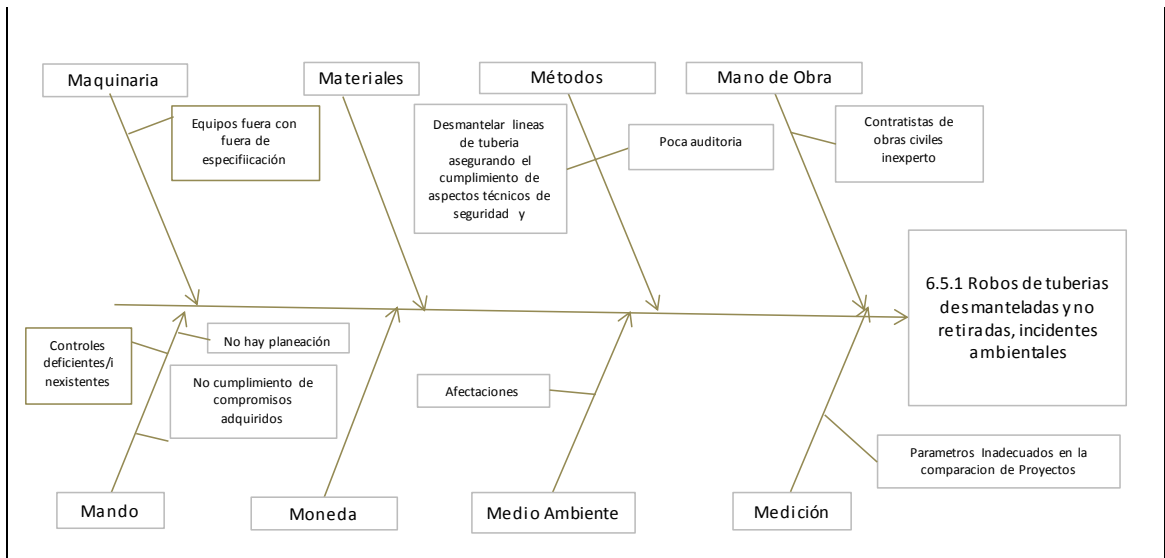 Maquinaria
Materiales
Métodos
Mano de Obra
Equipos fuera con
fuera de
especifiicación
Desmantelar lineas
de tuberia
asegurando el
cumplimiento de
aspectos técnicos de
seguridad y
Poca auditoria
Contratistas de
obras civiles
inexperto
6.5.1 Robos de tuberias
desmanteladas y no
retiradas, incidentes
ambientales
Controles
deficientes/i
nexistentes
No hay planeación
No cumplimiento de
compromisos
adquiridos
Afectaciones
Parametros Inadecuados en la
comparacion de Proyectos
Mando
Moneda
Medio Ambiente
Medición